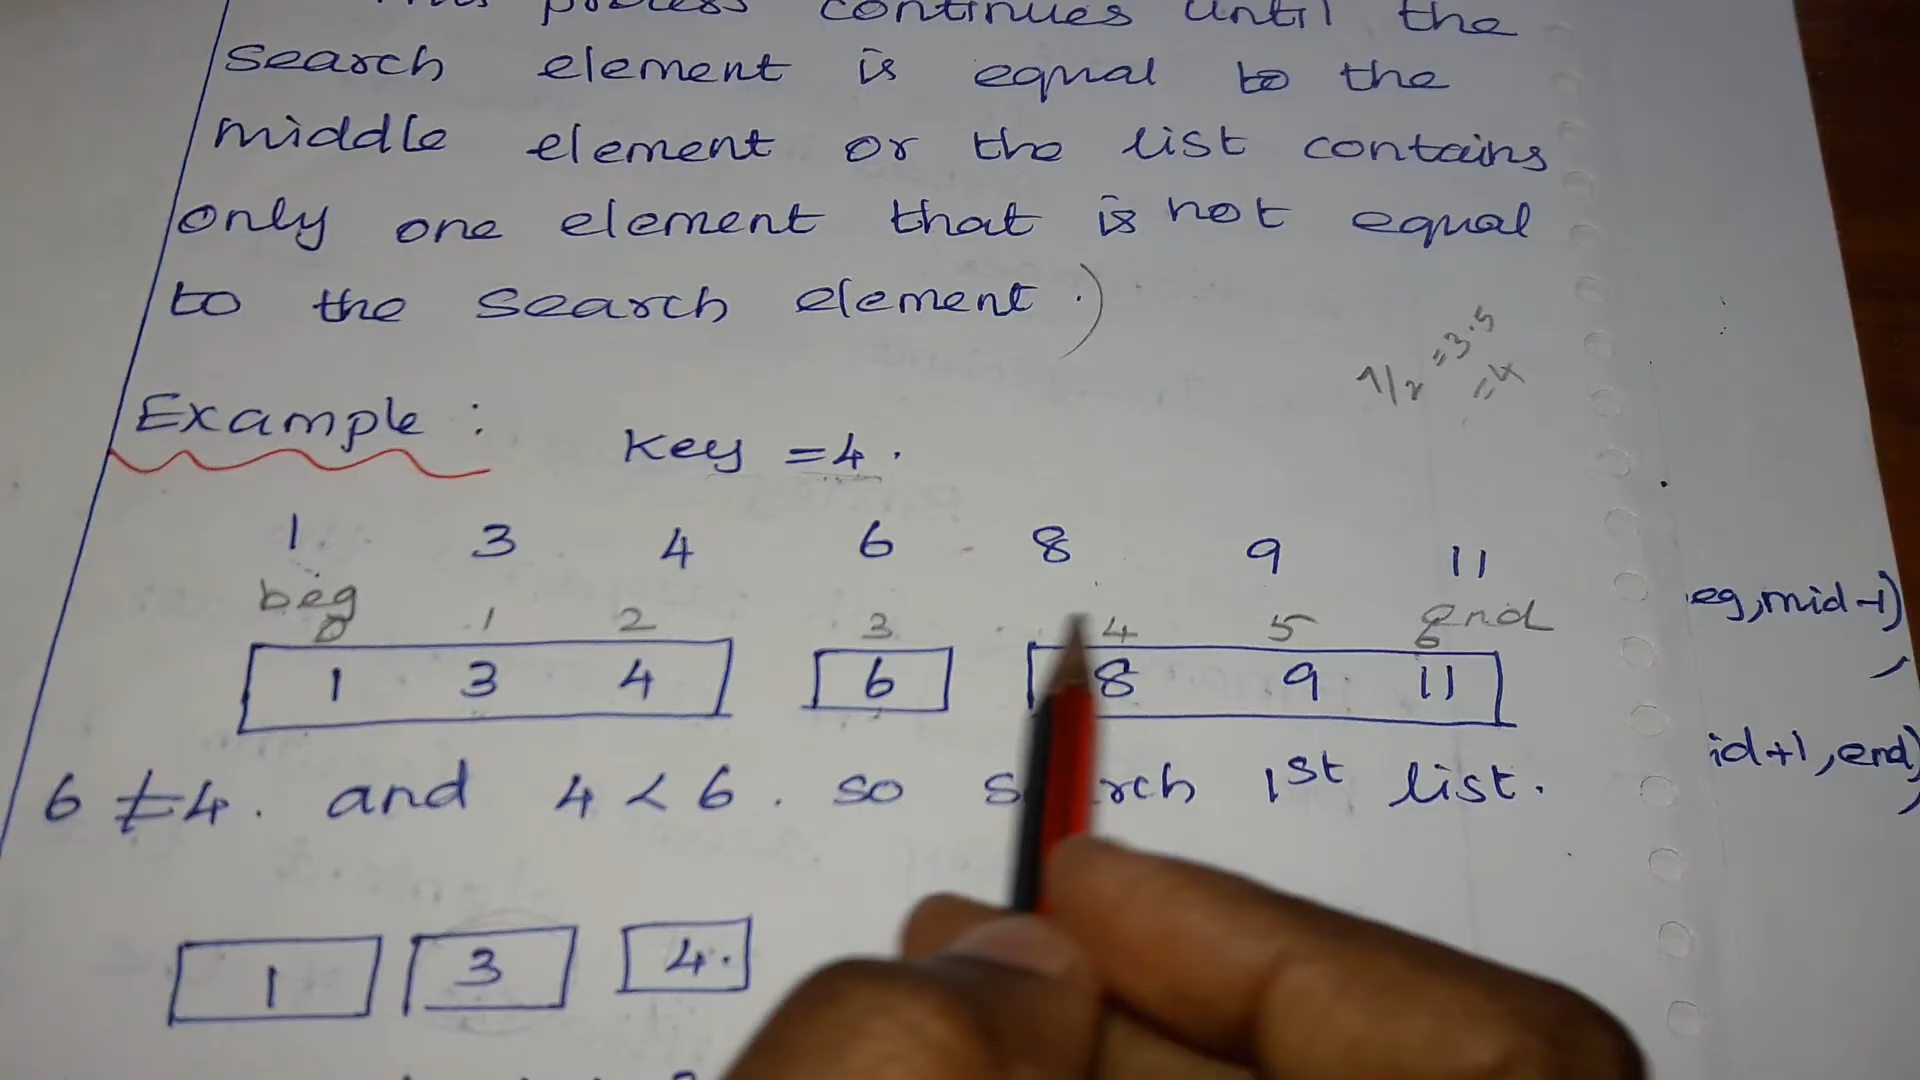 process continues until the
search element is equal to the
middle element or the list contains
only one element that is not equal
to the search element.)
7/2 = 3.5
= 4
Example :
Key = 4.
1 3 4 6 8 9 11
beg end
0 1 2 3 4 5 6
1 3 4 6 8 9 11
eg, mid-1)
id+1, end)
6 ≠ 4. and 4 < 6. so search 1st list.
1 3 4.